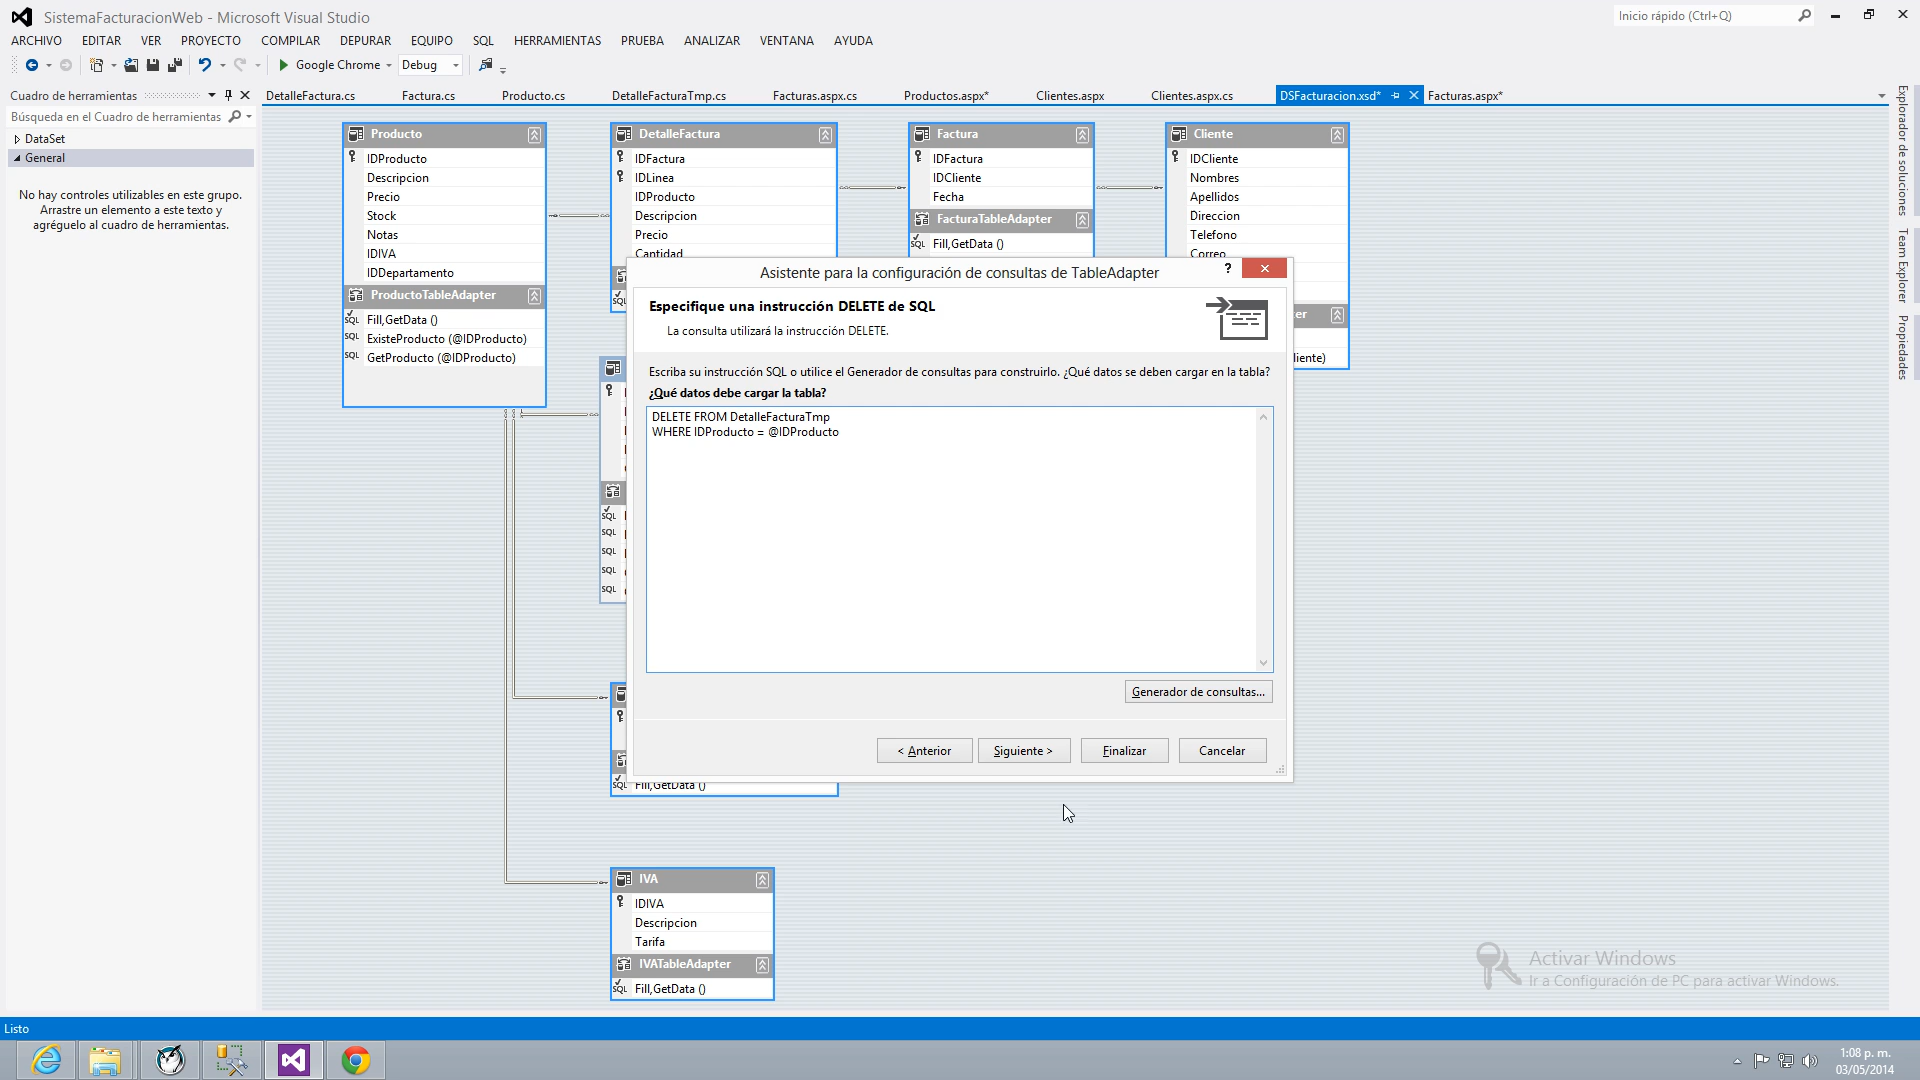 SistemaFacturacionWeb - Microsoft Visual Studio
Inicio rápido (Ctrl+Q)
ARCHIVO EDITAR VER PROYECTO COMPILAR DEPURAR EQUIPO SQL HERRAMIENTAS PRUEBA ANALIZAR VENTANA AYUDA
Google Chrome Debug
Cuadro de herramientas
DetalleFactura.cs Factura.cs Producto.cs DetalleFacturaTmp.cs Facturas.aspx.cs Productos.aspx* Clientes.aspx Clientes.aspx.cs DSFacturacion.xsd* Facturas.aspx*
Búsqueda en el Cuadro de herramientas
DataSet
General
No hay controles utilizables en este grupo.
Arrastre un elemento a este texto y
agréguelo al cuadro de herramientas.
Producto
IDProducto
Descripcion
Precio
Stock
Notas
IDIVA
IDDepartamento
ProductoTableAdapter
Fill,GetData ()
ExisteProducto (@IDProducto)
GetProducto (@IDProducto)
DetalleFactura
IDFactura
IDLinea
IDProducto
Descripcion
Precio
Cantidad
Factura
IDFactura
IDCliente
Fecha
FacturaTableAdapter
Fill,GetData ()
Cliente
IDCliente
Nombres
Apellidos
Direccion
Telefono
Correo
er
liente)
Explorador de soluciones
Team Explorer
Propiedades
Asistente para la configuración de consultas de TableAdapter
?
Especifique una instrucción DELETE de SQL
La consulta utilizará la instrucción DELETE.
Escriba su instrucción SQL o utilice el Generador de consultas para construirlo. ¿Qué datos se deben cargar en la tabla?
¿Qué datos debe cargar la tabla?
DELETE FROM DetalleFacturaTmp
WHERE IDProducto = @IDProducto
Generador de consultas...
< Anterior Siguiente > Finalizar Cancelar
SQL
SQL
SQL
SQL
SQL
Fill,GetData ()
IVA
IDIVA
Descripcion
Tarifa
IVATableAdapter
Fill,GetData ()
Activar Windows
Ir a Configuración de PC para activar Windows.
Listo
1:08 p. m.
03/05/2014